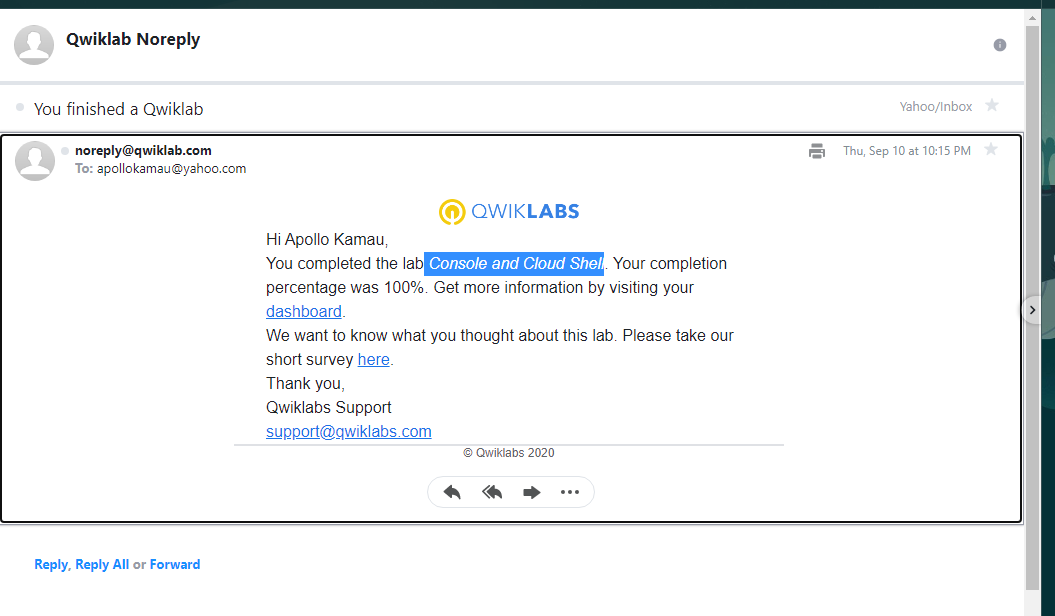 Qwiklab Noreply
You finished a Qwiklab
Yahoo/Inbox
noreply@qwiklab.com
Thu, Sep 10 at 10:15 PM
To: apollokamau@yahoo.com
QWIKLABS
Hi Apollo Kamau,
You completed the lab Console and Cloud Shell. Your completion
percentage was 100%. Get more information by visiting your
dashboard.
We want to know what you thought about this lab. Please take our
short survey here.
Thank you,
Qwiklabs Support
support@qwiklabs.com
© Qwiklabs 2020
Reply, Reply All or Forward